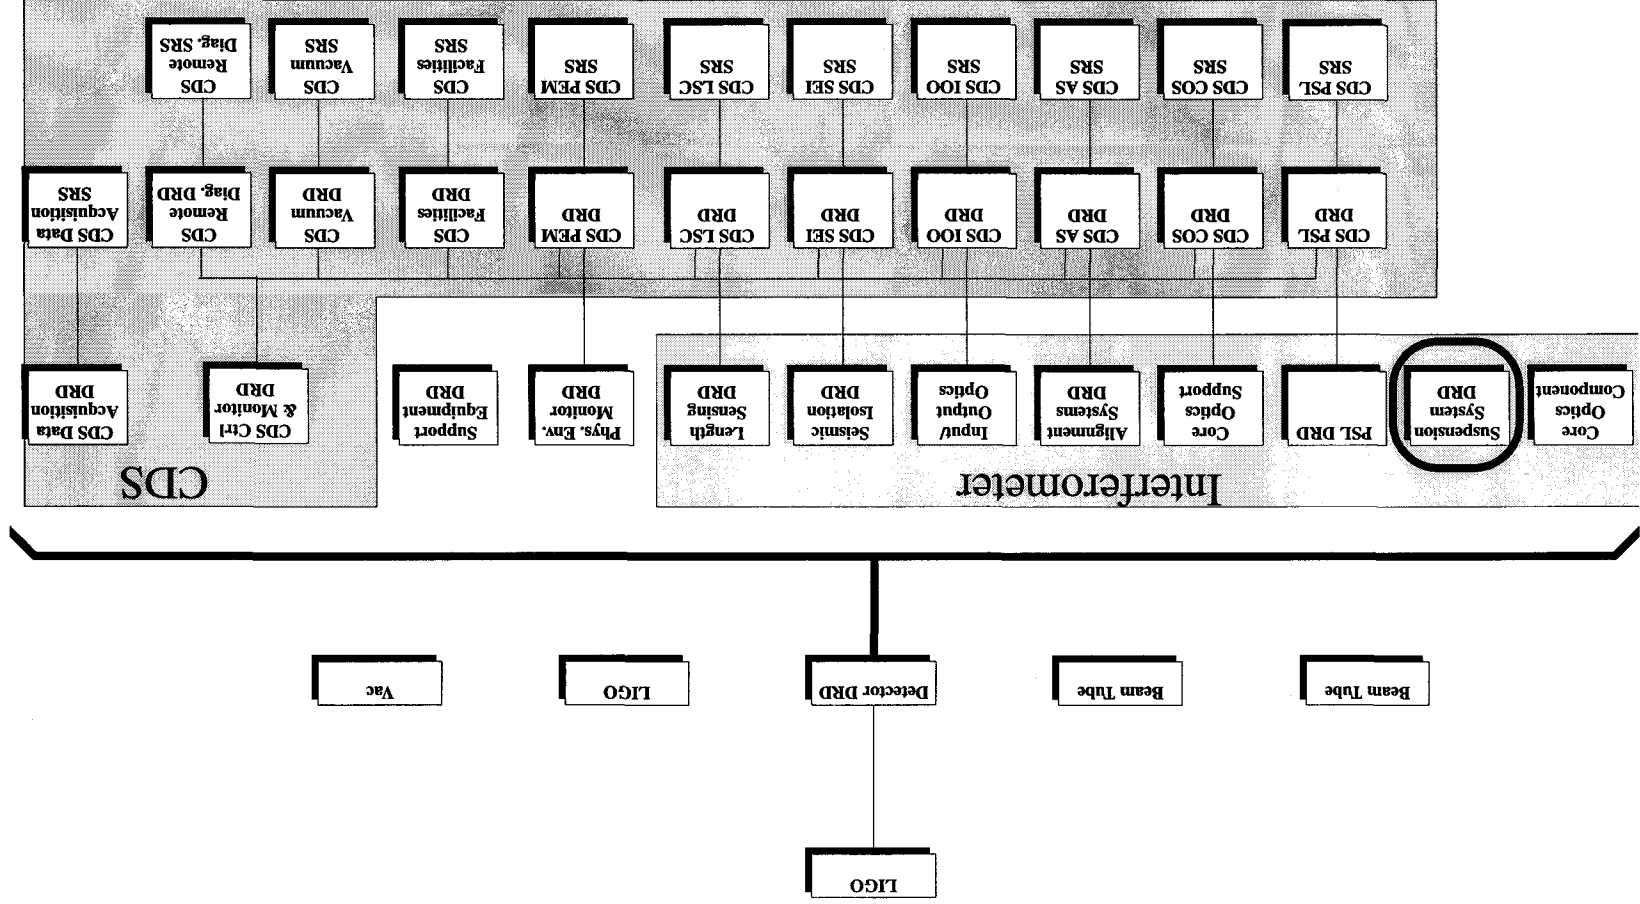 LIGO
Beam Tube
Beam Tube
Detector DRD
LIGO
Vac
Interferometer
CDS
Core
Optics
Component
Suspension
System
DRD
PSL DRD
Core
Optics
Support
Alignment
Systems
DRD
Input/
Output
Optics
Seismic
Isolation
DRD
Length
Sensing
DRD
Phys. Env.
Monitor
DRD
Support
Equipment
DRD
CDS Ctrl
& Monitor
DRD
CDS Data
Acquisition
DRD
CDS PSL
DRD
CDS COS
DRD
CDS AS
DRD
CDS IOO
DRD
CDS SEI
DRD
CDS LSC
DRD
CDS PEM
DRD
CDS
Facilities
DRD
CDS
Vacuum
DRD
CDS
Remote
Diag. DRD
CDS Data
Acquisition
SRS
CDS PSL
SRS
CDS COS
SRS
CDS AS
SRS
CDS IOO
SRS
CDS SEI
SRS
CDS LSC
SRS
CDS PEM
SRS
CDS
Facilities
SRS
CDS
Vacuum
SRS
CDS
Remote
Diag. SRS